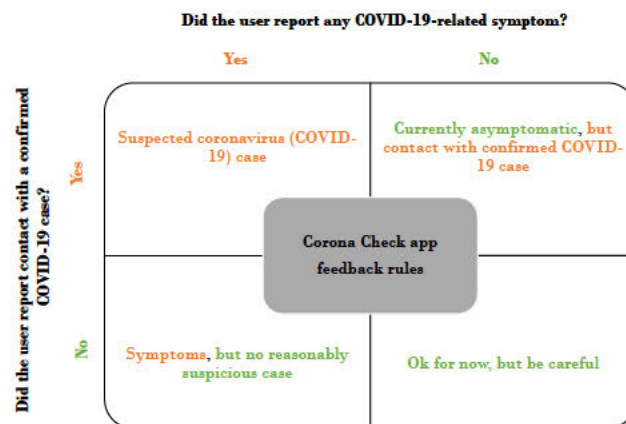 Did the user report any COVID-19-related symptom?
Yes
No
Did the user report contact with a confirmed
COVID-19 case?
Yes
Suspected coronavirus (COVID-
19) case
Currently asymptomatic, but
contact with confirmed COVID-
19 case
Corona Check app
feedback rules
No
Symptoms, but no reasonably
suspicious case
Ok for now, but be careful